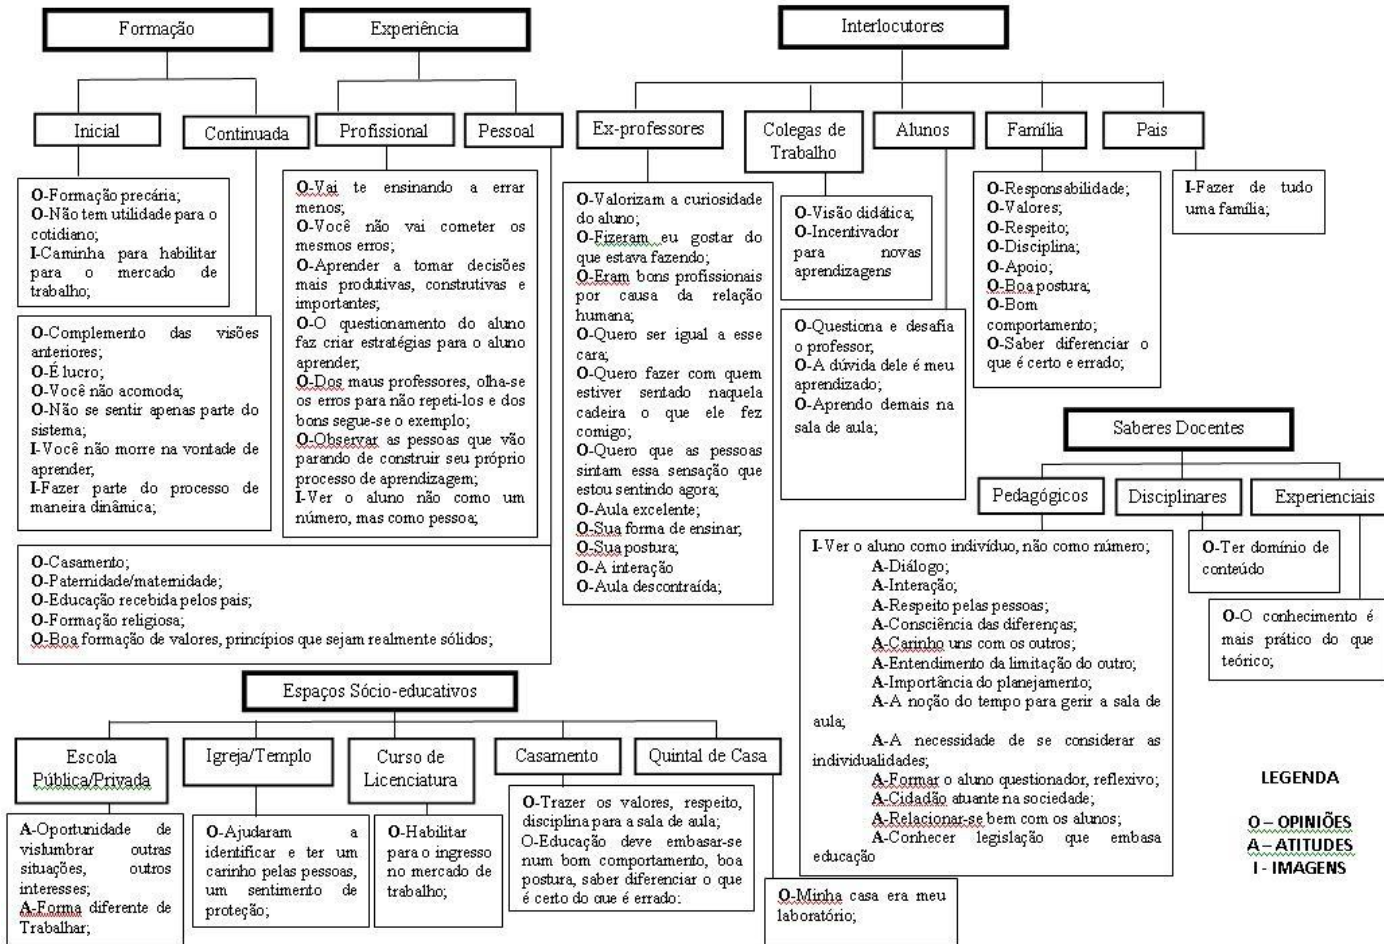 Formação
Inicial
Continuada
O-Formação precária;
O-Não tem utilidade para o
cotidiano;
I-Caminha para habilitar
para o mercado de
trabalho;
O-Complemento das visões
anteriores;
O-É lucro;
O-Você não acomoda;
O-Não se sentir apenas parte do
sistema;
I-Você não morre na vontade de
aprender;
I-Fazer parte do processo de
maneira dinâmica;
Experiência
Profissional
Pessoal
O-Vai te ensinando a errar
menos;
O-Você não vai cometer os
mesmos erros;
O-Aprender a tomar decisões
mais produtivas, construtivas e
importantes;
O-O questionamento do aluno
faz criar estratégias para o aluno
aprender;
O-Dos maus professores, olha-se
os erros para não repeti-los e dos
bons segue-se o exemplo;
O-Observar as pessoas que vão
parando de construir seu próprio
processo de aprendizagem;
I-Ver o aluno não como um
número, mas como pessoa;
O-Casamento;
O-Paternidade/maternidade;
O-Educação recebida pelos pais;
O-Formação religiosa;
O-Boa formação de valores, princípios que sejam realmente sólidos;
Interlocutores
Ex-professores
Colegas de
Trabalho
Alunos
Família
Pais
O-Valorizam a curiosidade
do aluno;
O-Fizeram eu gostar do
que estava fazendo;
O-Eram bons profissionais
por causa da relação
humana;
O-Quero ser igual a esse
cara;
O-Quero fazer com quem
estiver sentado naquela
cadeira o que ele fez
comigo;
O-Quero que as pessoas
sintam essa sensação que
estou sentindo agora;
O-Aula excelente;
O-Sua forma de ensinar,
O-Sua postura;
O-A interação
O-Aula descontraída;
O-Visão didática;
O-Incentivador
para novas
aprendizagens
O-Questiona e desafia
o professor;
O-A dúvida dele é meu
aprendizado;
O-Aprendo demais na
sala de aula;
O-Responsabilidade;
O-Valores;
O-Respeito;
O-Disciplina;
O-Apoio;
O-Boa postura;
O-Bom
comportamento;
O-Saber diferenciar o
que é certo e errado;
I-Fazer de tudo
uma família;
Saberes Docentes
Pedagógicos
Disciplinares
Experienciais
I-Ver o aluno como indivíduo, não como número;
A-Diálogo;
A-Interação;
A-Respeito pelas pessoas;
A-Consciência das diferenças;
A-Carinho uns com os outros;
A-Entendimento da limitação do outro;
A-Importância do planejamento;
A-A noção do tempo para gerir a sala de
aula;
A-A necessidade de se considerar as
individualidades;
A-Formar o aluno questionador, reflexivo;
A-Cidadão atuante na sociedade;
A-Relacionar-se bem com os alunos;
A-Conhecer legislação que embasa
educação
O-Ter domínio de
conteúdo
O-O conhecimento é
mais prático do que
teórico;
Espaços Sócio-educativos
Escola
Pública/Privada
Igreja/Templo
Curso de
Licenciatura
Casamento
Quintal de Casa
A-Oportunidade de
vislumbrar outras
situações, outros
interesses;
A-Forma diferente de
Trabalhar;
O-Ajudaram a
identificar e ter um
carinho pelas pessoas,
um sentimento de
proteção;
O-Habilitar
para o ingresso
no mercado de
trabalho;
O-Trazer os valores, respeito,
disciplina para a sala de aula;
O-Educação deve embasar-se
num bom comportamento, boa
postura, saber diferenciar o que
é certo do que é errado;
O-Minha casa era meu
laboratório;
LEGENDA
O – OPINIÕES
A – ATITUDES
I - IMAGENS